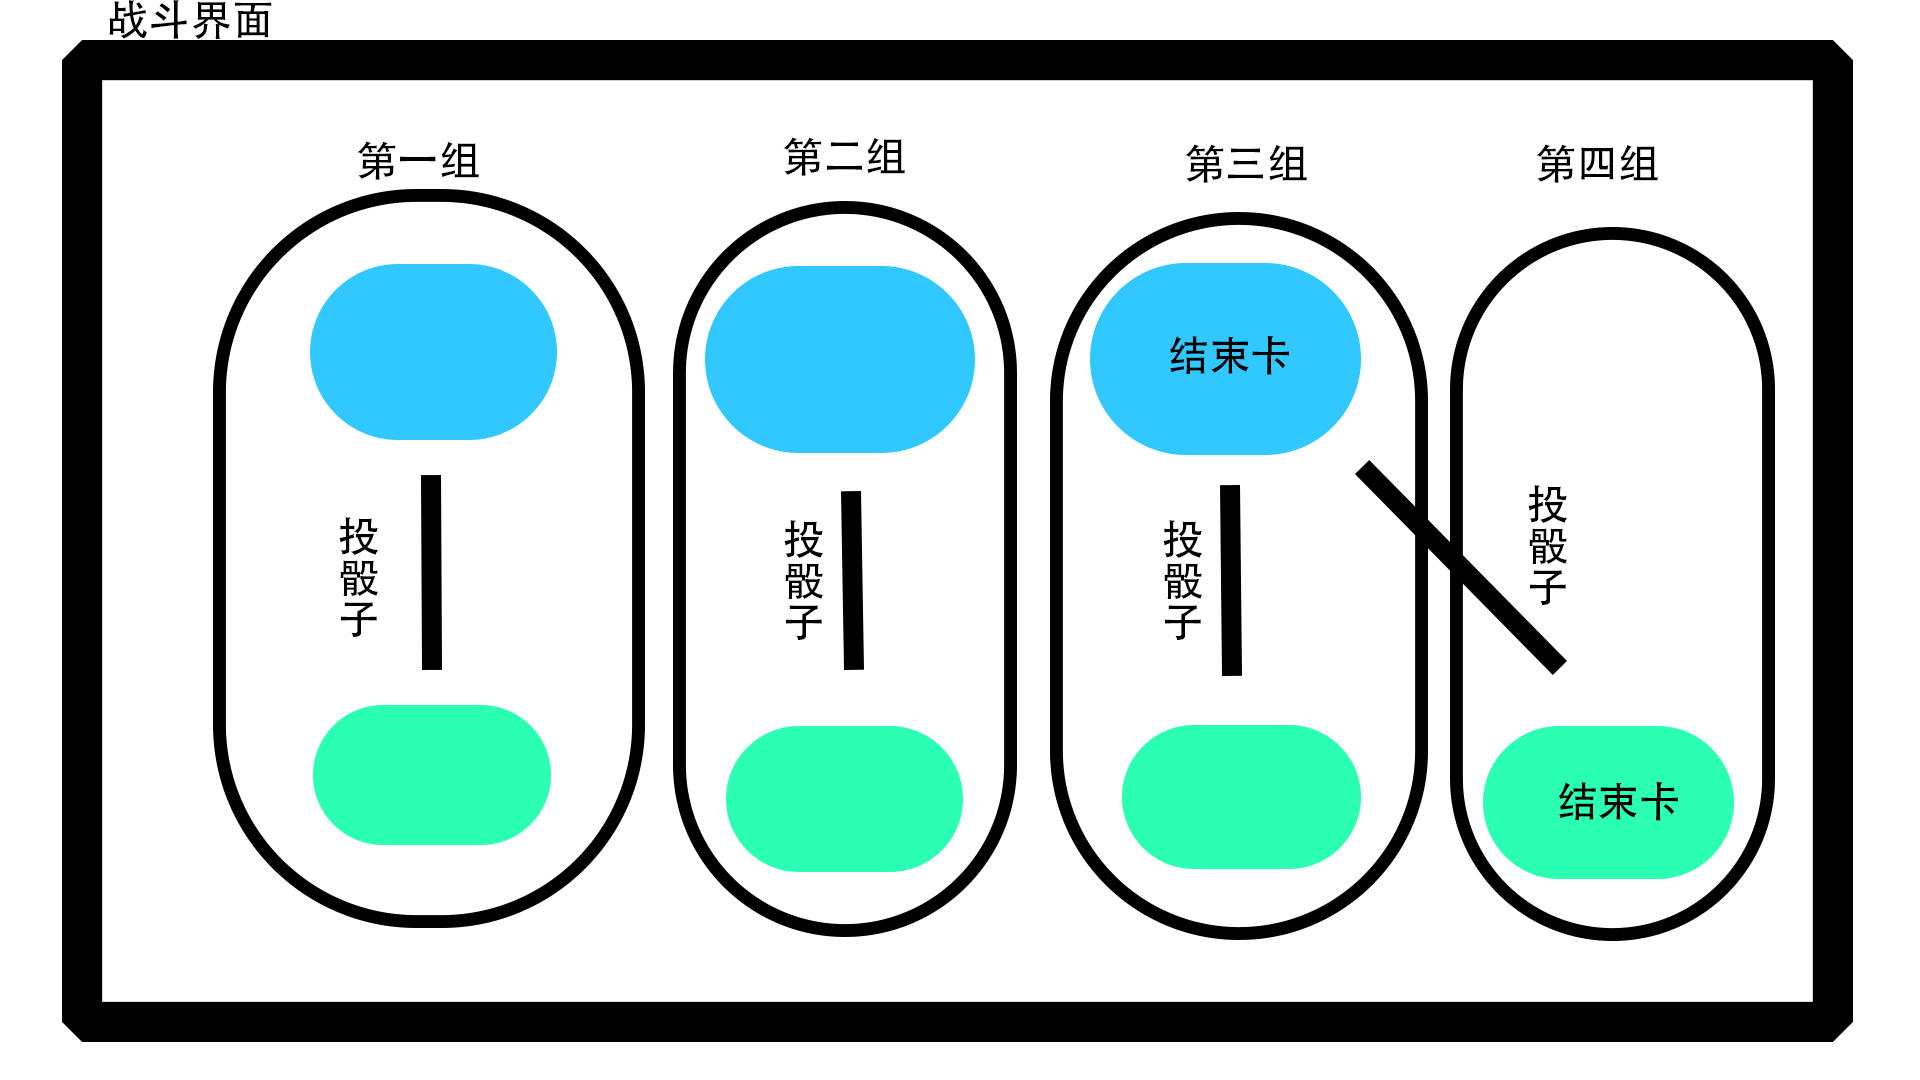 战斗界面
第一组
第二组
第三组
第四组
结束卡
投骰子
投骰子
投骰子
投骰子
结束卡